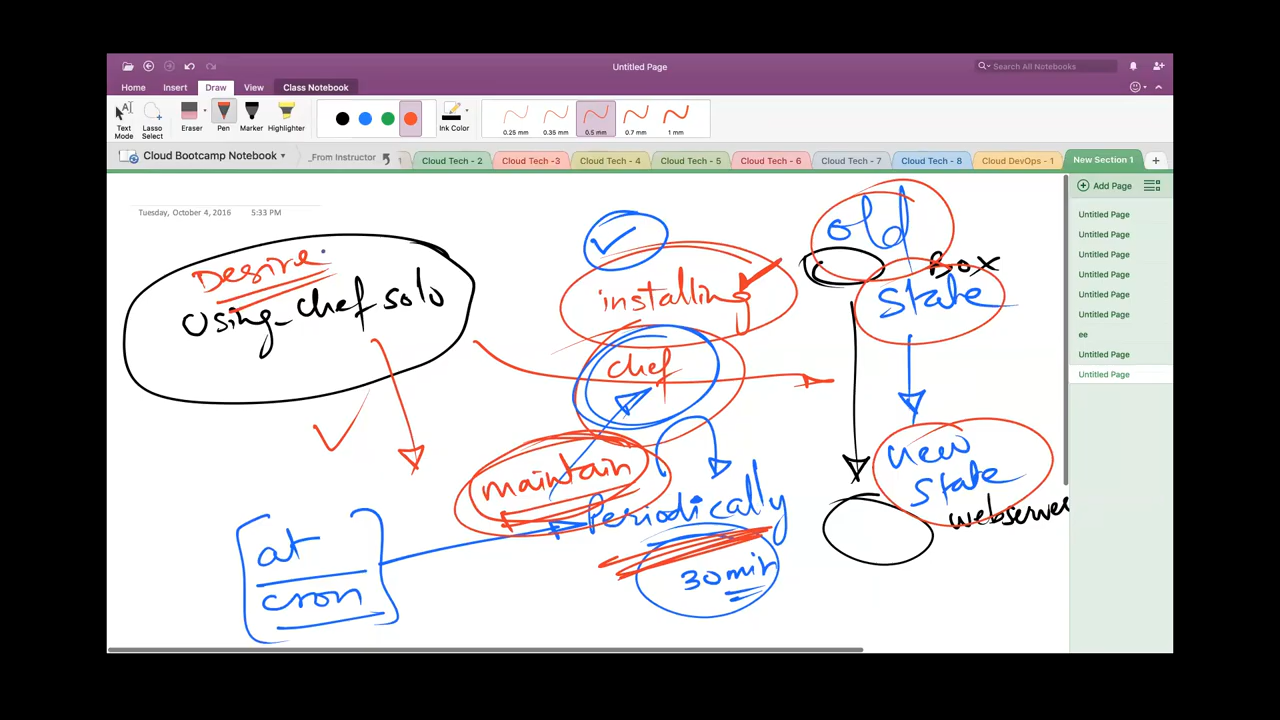 Untitled Page
Search All Notebooks
Home
Insert
Draw
View
Class Notebook
Text Mode
Lasso Select
Eraser
Pen
Marker
Highlighter
Ink Color
0.25 mm
0.35 mm
0.5 mm
0.7 mm
1 mm
Cloud Bootcamp Notebook
_From Instructor
1
Cloud Tech - 2
Cloud Tech -3
Cloud Tech - 4
Cloud Tech - 5
Cloud Tech - 6
Cloud Tech - 7
Cloud Tech - 8
Cloud DevOps - 1
New Section 1
Add Page
Untitled Page
Untitled Page
Untitled Page
Untitled Page
Untitled Page
Untitled Page
ee
Untitled Page
Untitled Page
Tuesday, October 4, 2016 5:33 PM
Desire
Using-chef solo
installing
chef
maintain
Periodically
30 min
at
cron
old
Box
state
new
state
webserver